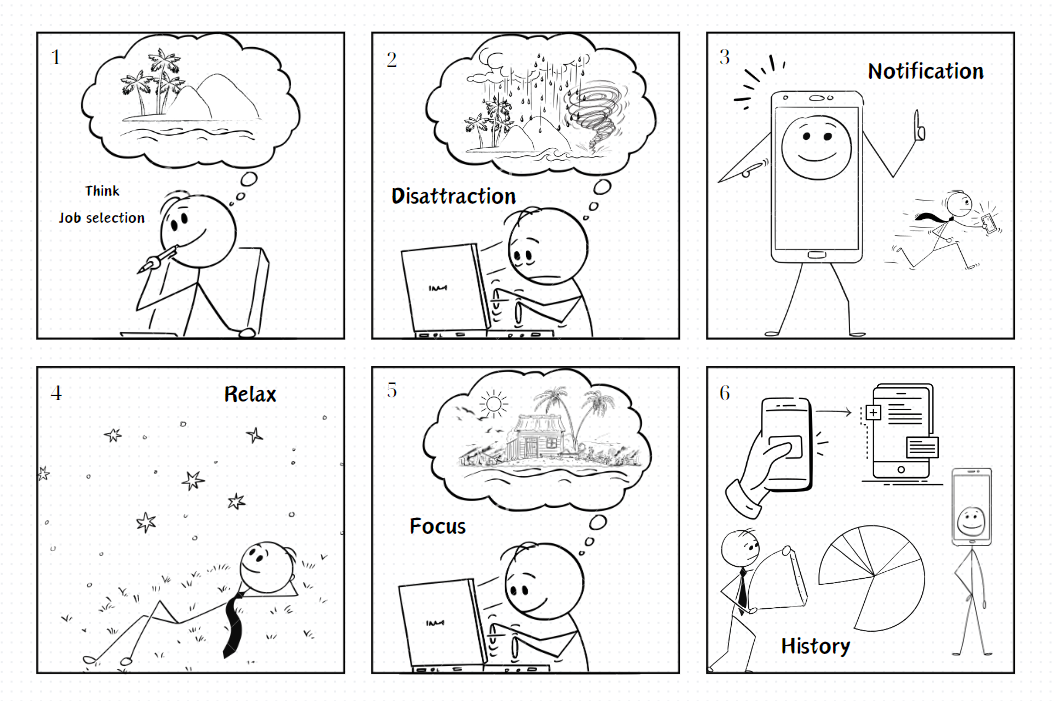 1
Think
Job selection
2
Disattraction
3
Notification
4
Relax
5
Focus
6
History